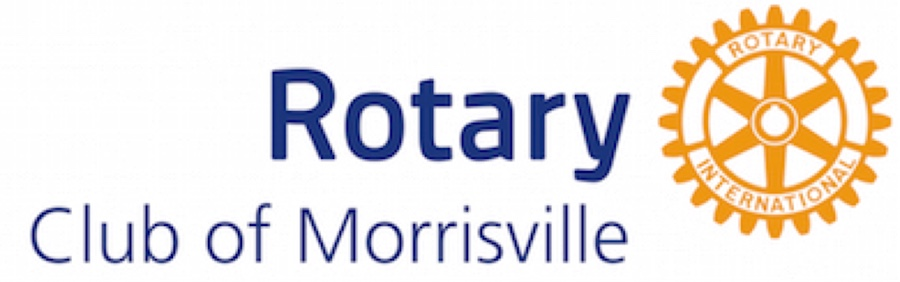 Rotary
Club of Morrisville
ROTARY
INTERNATIONAL